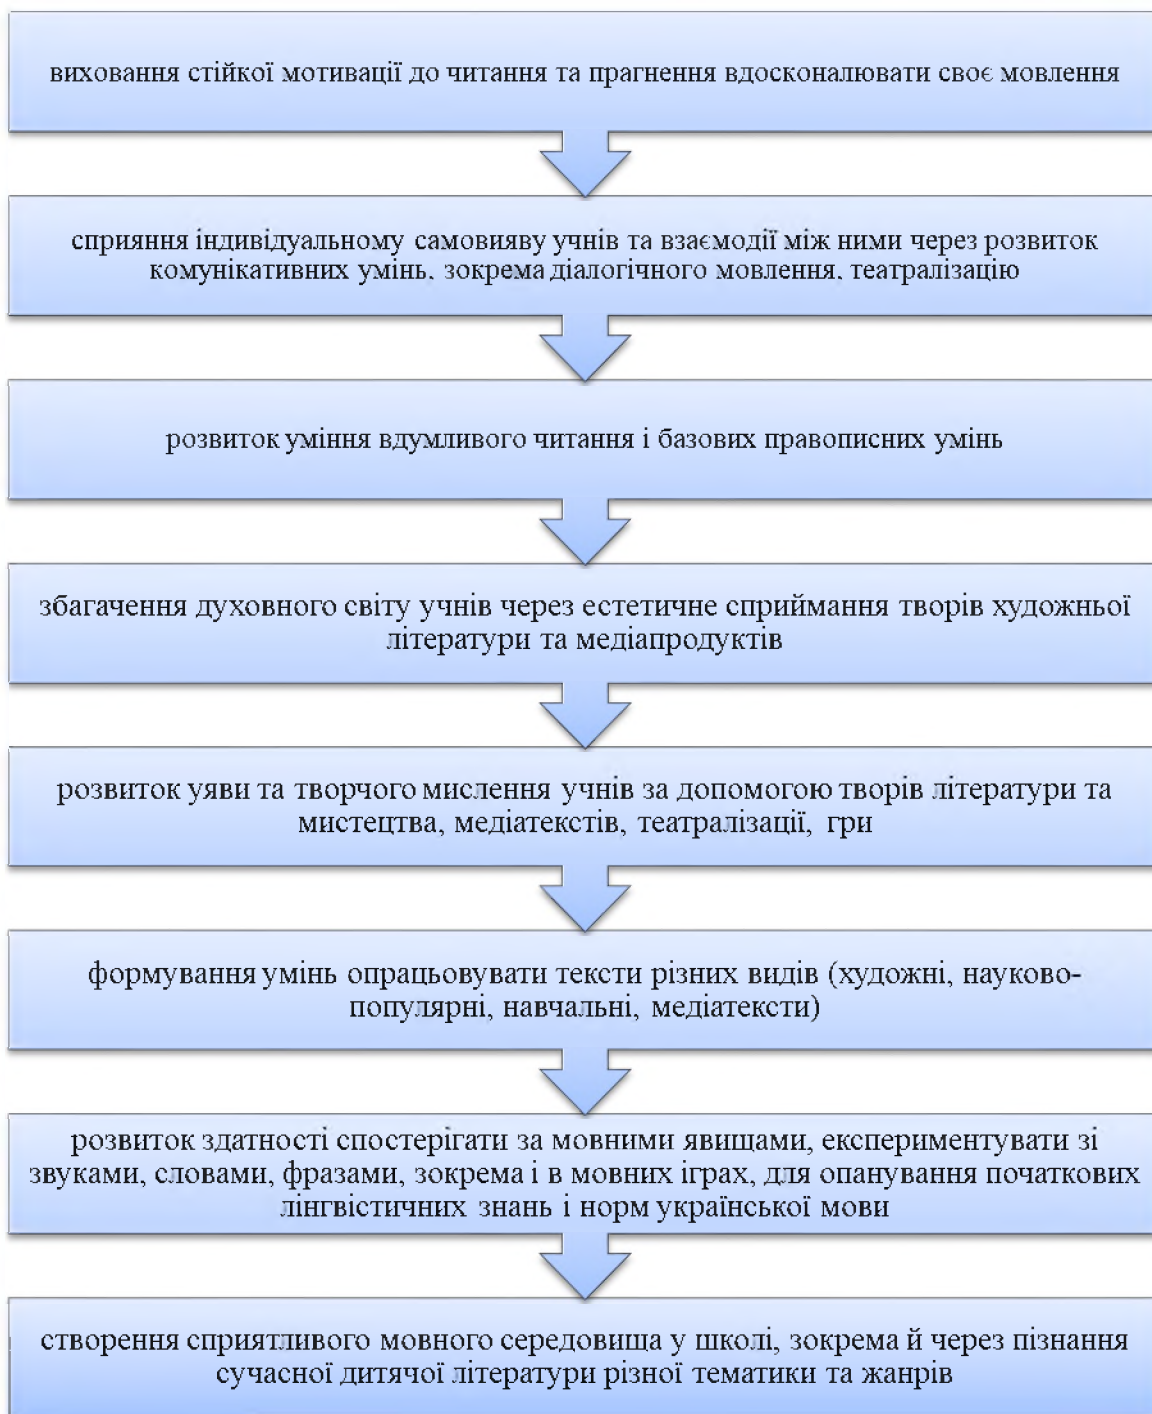 виховання стійкої мотивації до читання та прагнення вдосконалювати своє мовлення
сприяння індивідуальному самовияву учнів та взаємодії між ними через розвиток
комунікативних умінь, зокрема діалогічного мовлення, театралізацію
розвиток уміння вдумливого читання і базових правописних умінь
збагачення духовного світу учнів через естетичне сприймання творів художньої
літератури та медіапродуктів
розвиток уяви та творчого мислення учнів за допомогою творів літератури та
мистецтва, медіатекстів, театралізації, гри
формування умінь опрацьовувати тексти різних видів (художні, науково-
популярні, навчальні, медіатексти)
розвиток здатності спостерігати за мовними явищами, експериментувати зі
звуками, словами, фразами, зокрема і в мовних іграх, для опанування початкових
лінгвістичних знань і норм української мови
створення сприятливого мовного середовища у школі, зокрема й через пізнання
сучасної дитячої літератури різної тематики та жанрів